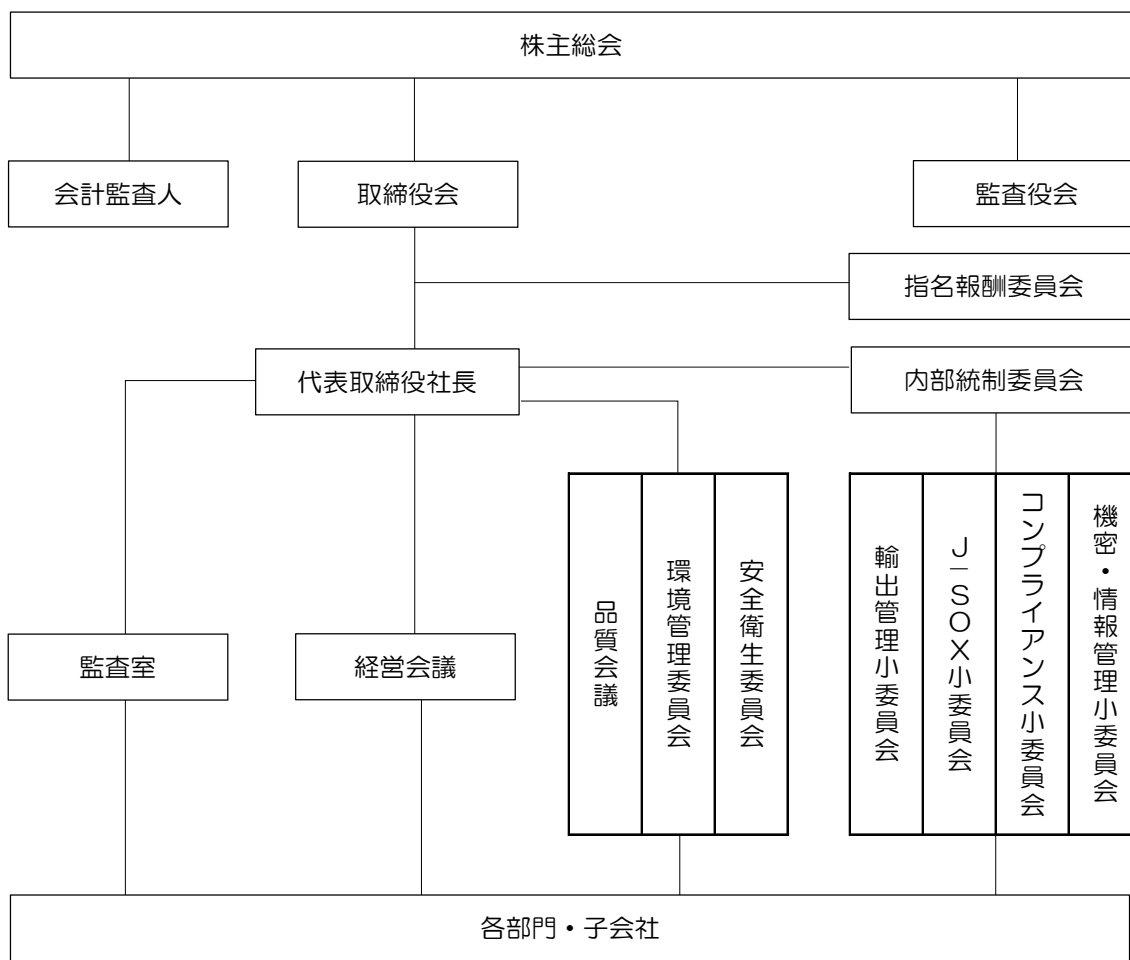 株主総会
会計監査人
取締役会
監査役会
指名報酬委員会
代表取締役社長
内部統制委員会
監査室
経営会議
品質会議
環境管理委員会
安全衛生委員会
輸出管理小委員会
J－SOX小委員会
コンプライアンス小委員会
機密・情報管理小委員会
各部門・子会社